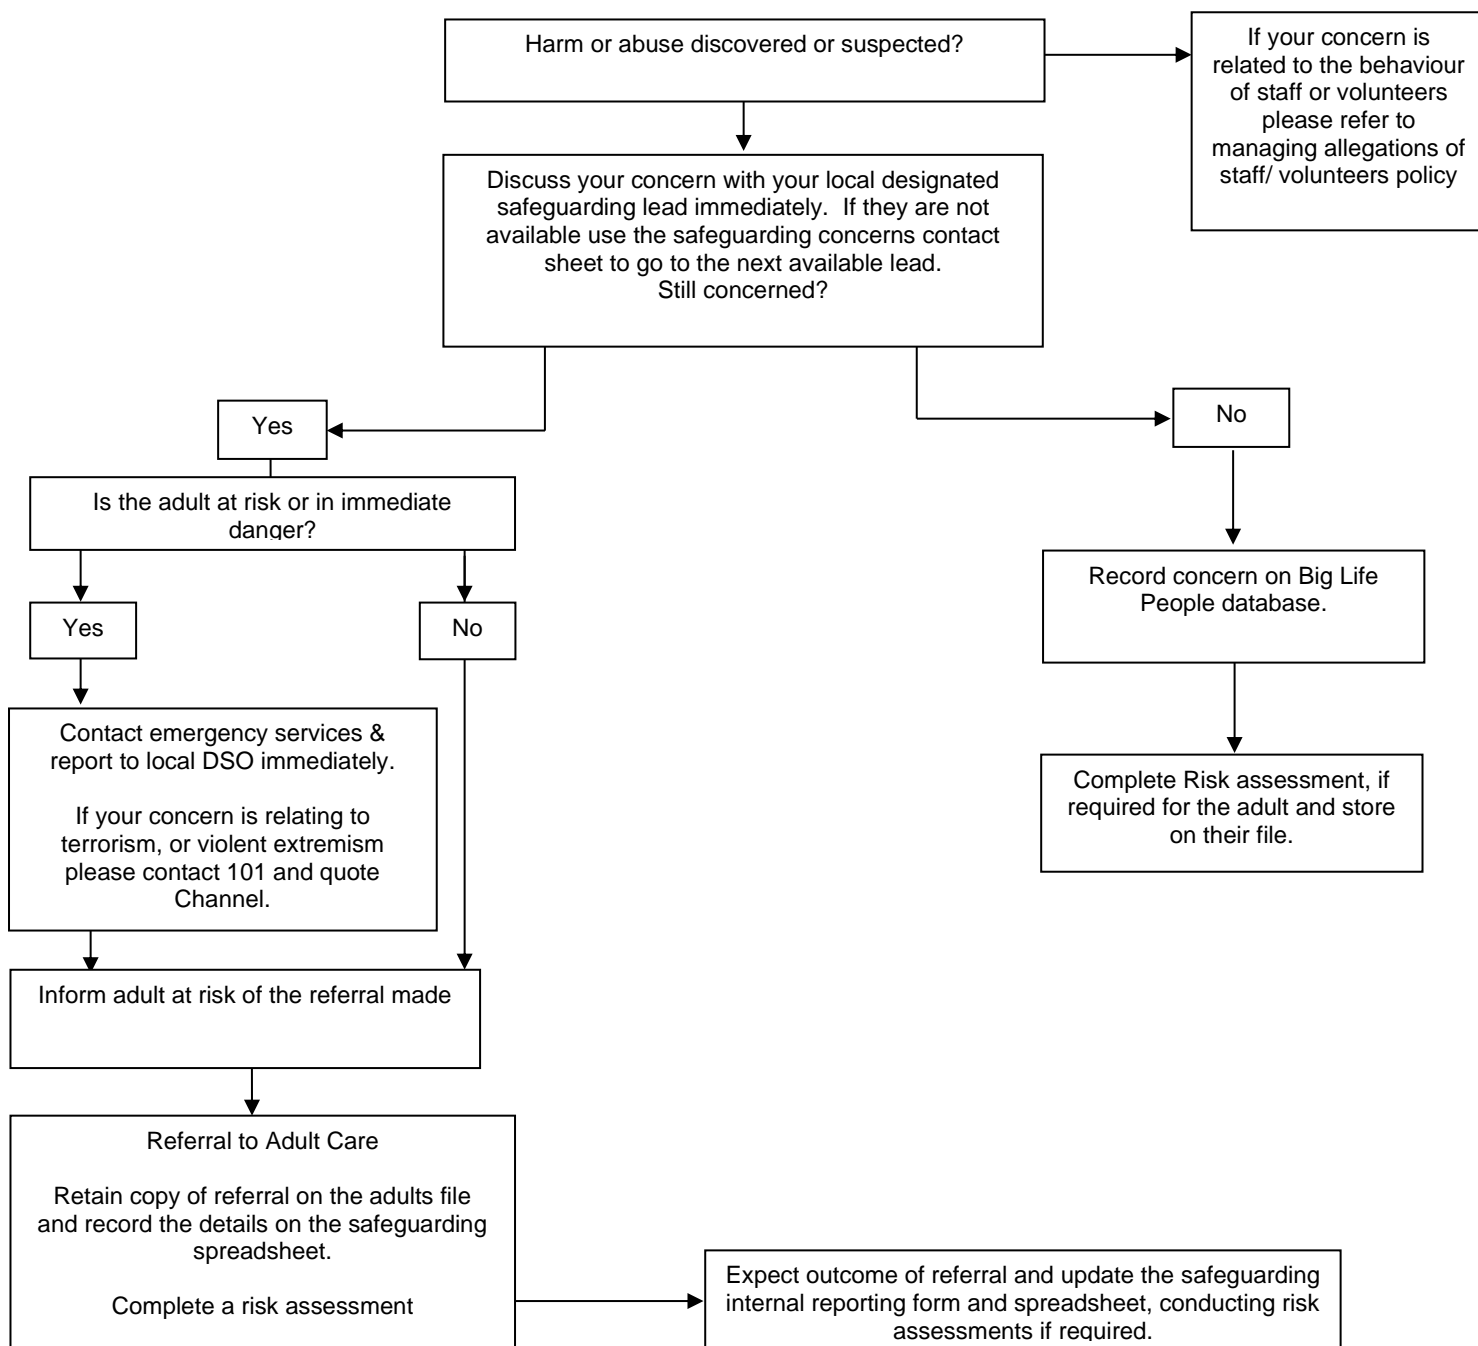 Harm or abuse discovered or suspected?
If your concern is
related to the behaviour
of staff or volunteers
please refer to
managing allegations of
staff/ volunteers policy
Discuss your concern with your local designated
safeguarding lead immediately.  If they are not
available use the safeguarding concerns contact
sheet to go to the next available lead.
Still concerned?
Yes
No
Is the adult at risk or in immediate
danger?
Yes
No
Record concern on Big Life
People database.
Contact emergency services &
report to local DSO immediately.
If your concern is relating to
terrorism, or violent extremism
please contact 101 and quote
Channel.
Complete Risk assessment, if
required for the adult and store
on their file.
Inform adult at risk of the referral made
Referral to Adult Care
Retain copy of referral on the adults file
and record the details on the safeguarding
spreadsheet.
Complete a risk assessment
Expect outcome of referral and update the safeguarding
internal reporting form and spreadsheet, conducting risk
assessments if required.